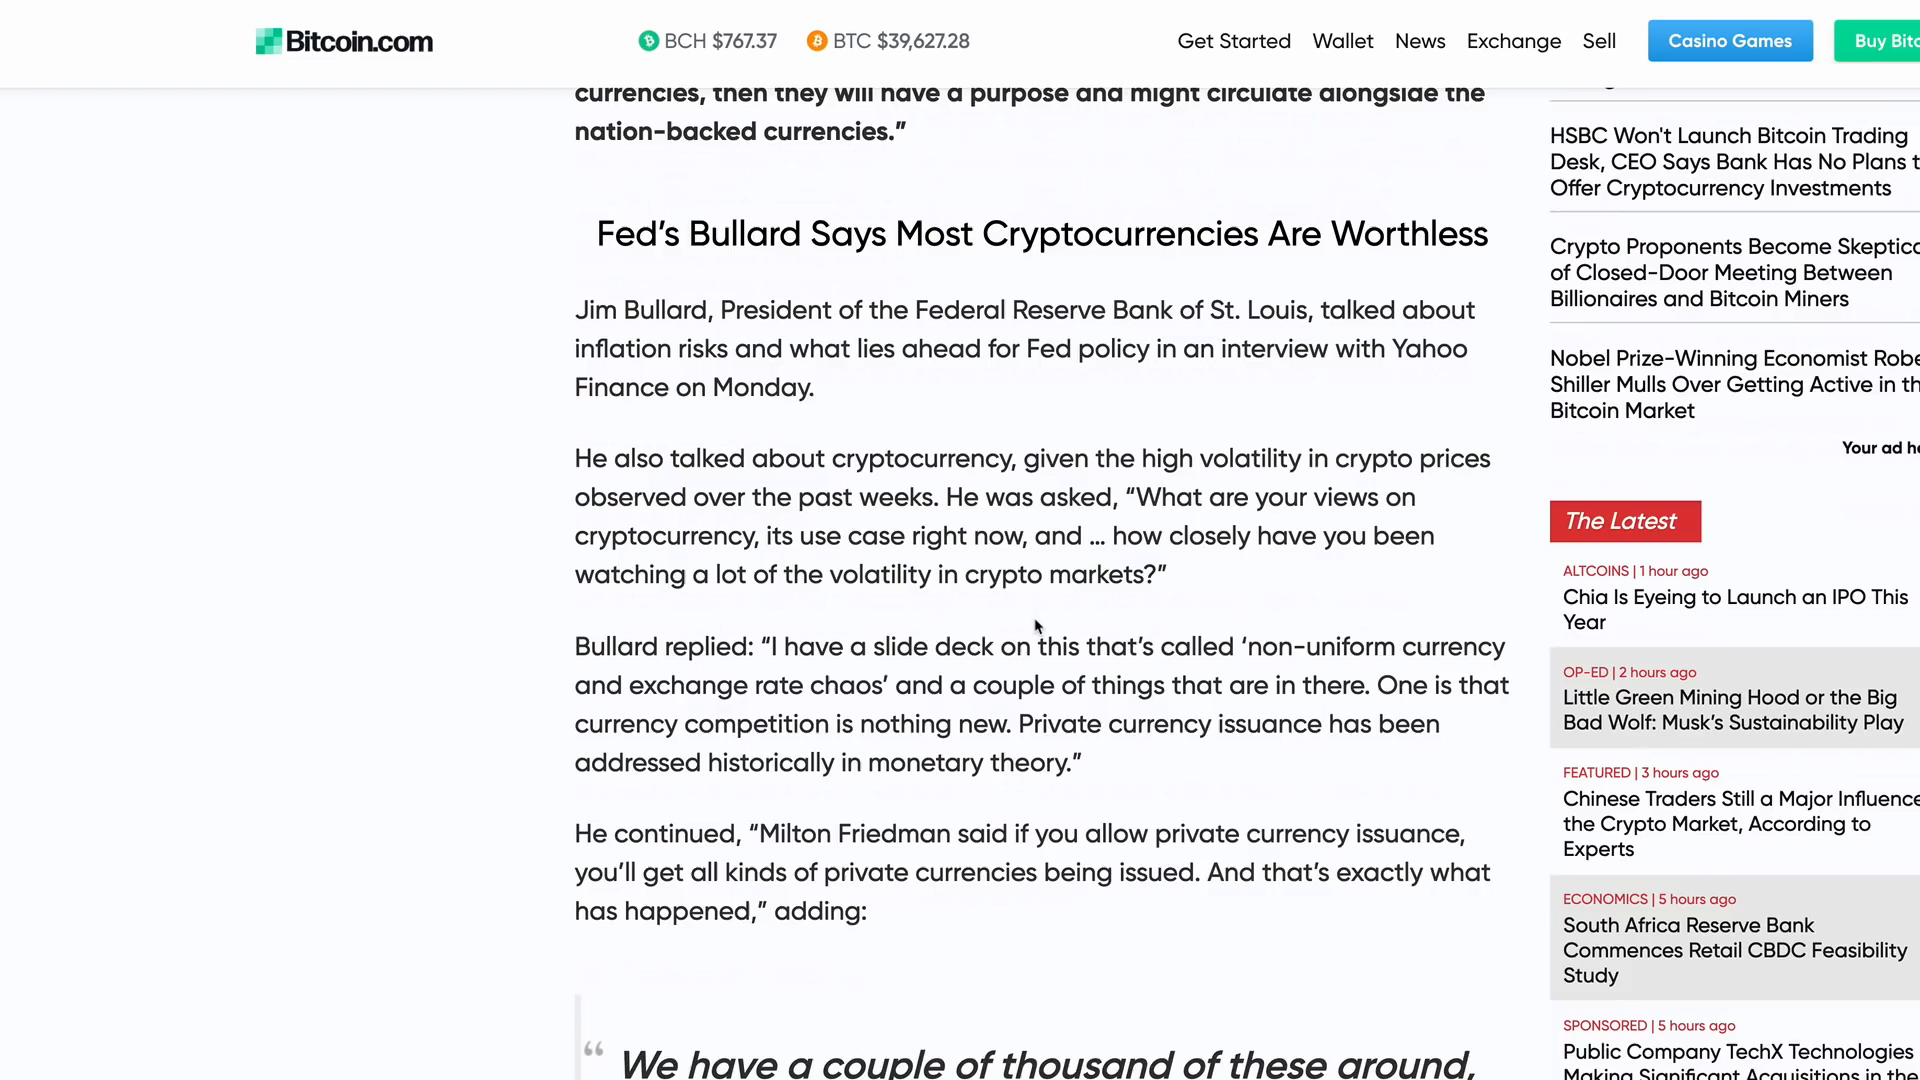 Bitcoin.com
BCH $767.37
BTC $39,627.28
Get Started
Wallet
News
Exchange
Sell
Casino Games
Buy
currencies, then they will have a purpose and might circulate alongside the
nation-backed currencies.”
Fed’s Bullard Says Most Cryptocurrencies Are Worthless
Jim Bullard, President of the Federal Reserve Bank of St. Louis, talked about
inflation risks and what lies ahead for Fed policy in an interview with Yahoo
Finance on Monday.
He also talked about cryptocurrency, given the high volatility in crypto prices
observed over the past weeks. He was asked, “What are your views on
cryptocurrency, its use case right now, and … how closely have you been
watching a lot of the volatility in crypto markets?”
Bullard replied: “I have a slide deck on this that’s called ‘non-uniform currency
and exchange rate chaos’ and a couple of things that are in there. One is that
currency competition is nothing new. Private currency issuance has been
addressed historically in monetary theory.”
He continued, “Milton Friedman said if you allow private currency issuance,
you’ll get all kinds of private currencies being issued. And that’s exactly what
has happened,” adding:
“ We have a couple of thousand of these around,
HSBC Won't Launch Bitcoin Trading
Desk, CEO Says Bank Has No Plans
Offer Cryptocurrency Investments
Crypto Proponents Become
of Closed-Door Meeting Between
Billionaires and Bitcoin Miners
Nobel Prize-Winning Economist
Shiller Mulls Over Getting Active in
Bitcoin Market
Your ad
The Latest
ALTCOINS | 1 hour ago
Chia Is Eyeing to Launch an IPO This
Year
OP-ED | 2 hours ago
Little Green Mining Hood or the Big
Bad Wolf: Musk’s Sustainability Play
FEATURED | 3 hours ago
Chinese Traders Still a Major Influence
the Crypto Market, According to
Experts
ECONOMICS | 5 hours ago
South Africa Reserve Bank
Commences Retail CBDC Feasibility
Study
SPONSORED | 5 hours ago
Public Company TechX Technologies
Making Significant Acquisitions in the